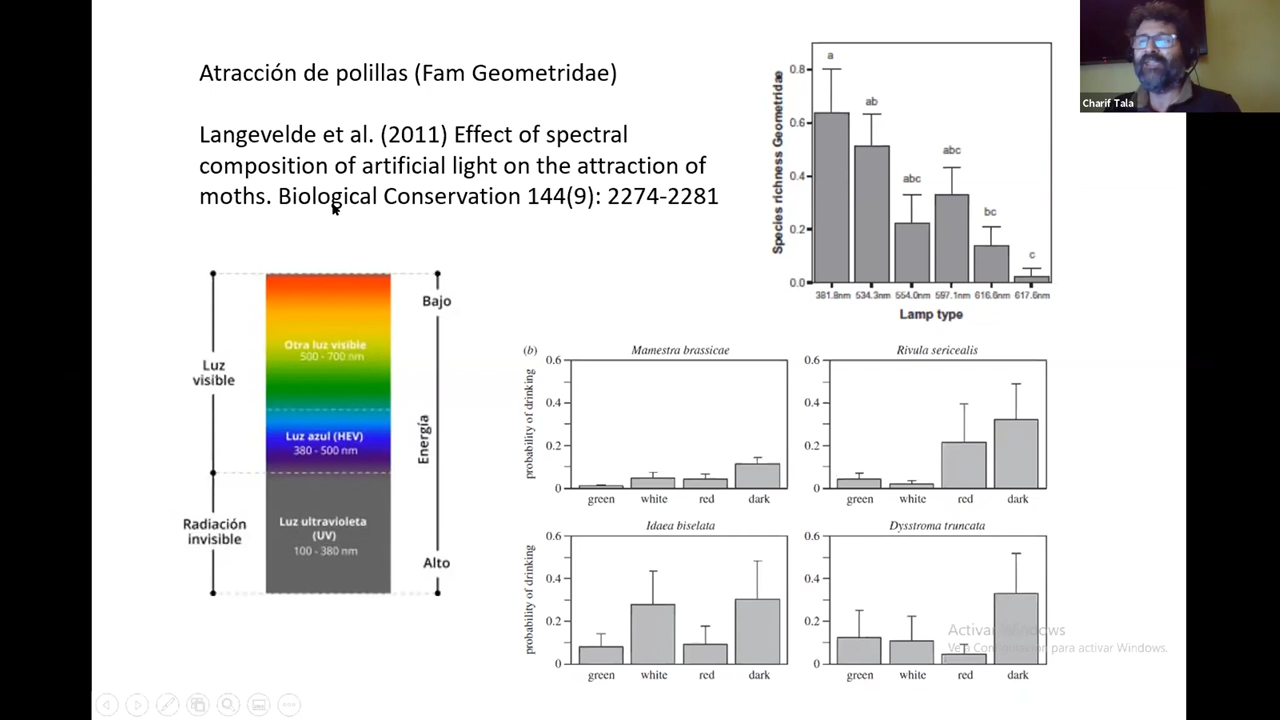 Atracción de polillas (Fam Geometridae)
Langevelde et al. (2011) Effect of spectral
composition of artificial light on the attraction of
moths. Biological Conservation 144(9): 2274-2281
Charif Tala
Species richness Geometridae
0.8
0.6
0.4
0.2
0.0
a
ab
abc
abc
bc
c
381.8nm 534.3nm 554.0nm 597.1nm 616.6nm 617.6nm
Lamp type
Luz
visible
Radiación
invisible
Otra luz visible
500 - 700 nm
Luz azul (HEV)
380 - 500 nm
Luz ultravioleta
(UV)
100 - 380 nm
Bajo
Energía
Alto
(b)
Mamestra brassicae
probability of drinking
0.6
0.4
0.2
0
green white red dark
Rivula sericealis
0.6
0.4
0.2
0
green white red dark
Idaea biselata
probability of drinking
0.6
0.4
0.2
0
green white red dark
Dysstroma truncata
0.6
0.4
0.2
0
green white red dark
Activar Windows
Ve a Configuración para activar Windows.